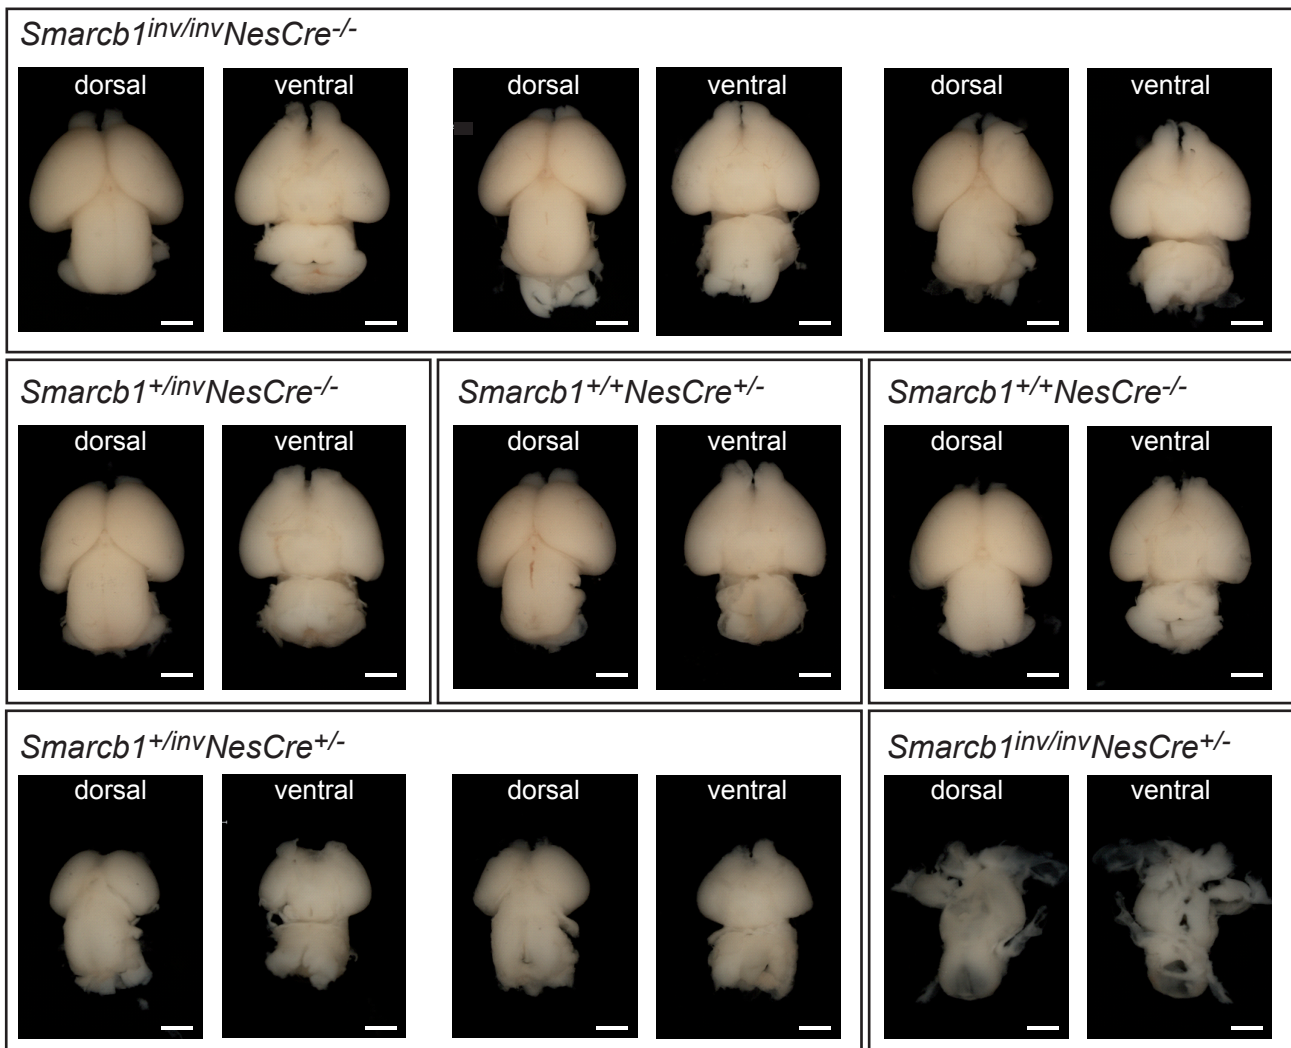 Smarcb1inv/invNesCre-/-
dorsal ventral dorsal ventral dorsal ventral
Smarcb1+/invNesCre-/- Smarcb1+/+NesCre+/- Smarcb1+/+NesCre-/-
dorsal ventral dorsal ventral dorsal ventral
Smarcb1+/invNesCre+/- Smarcb1inv/invNesCre+/-
dorsal ventral dorsal ventral dorsal ventral